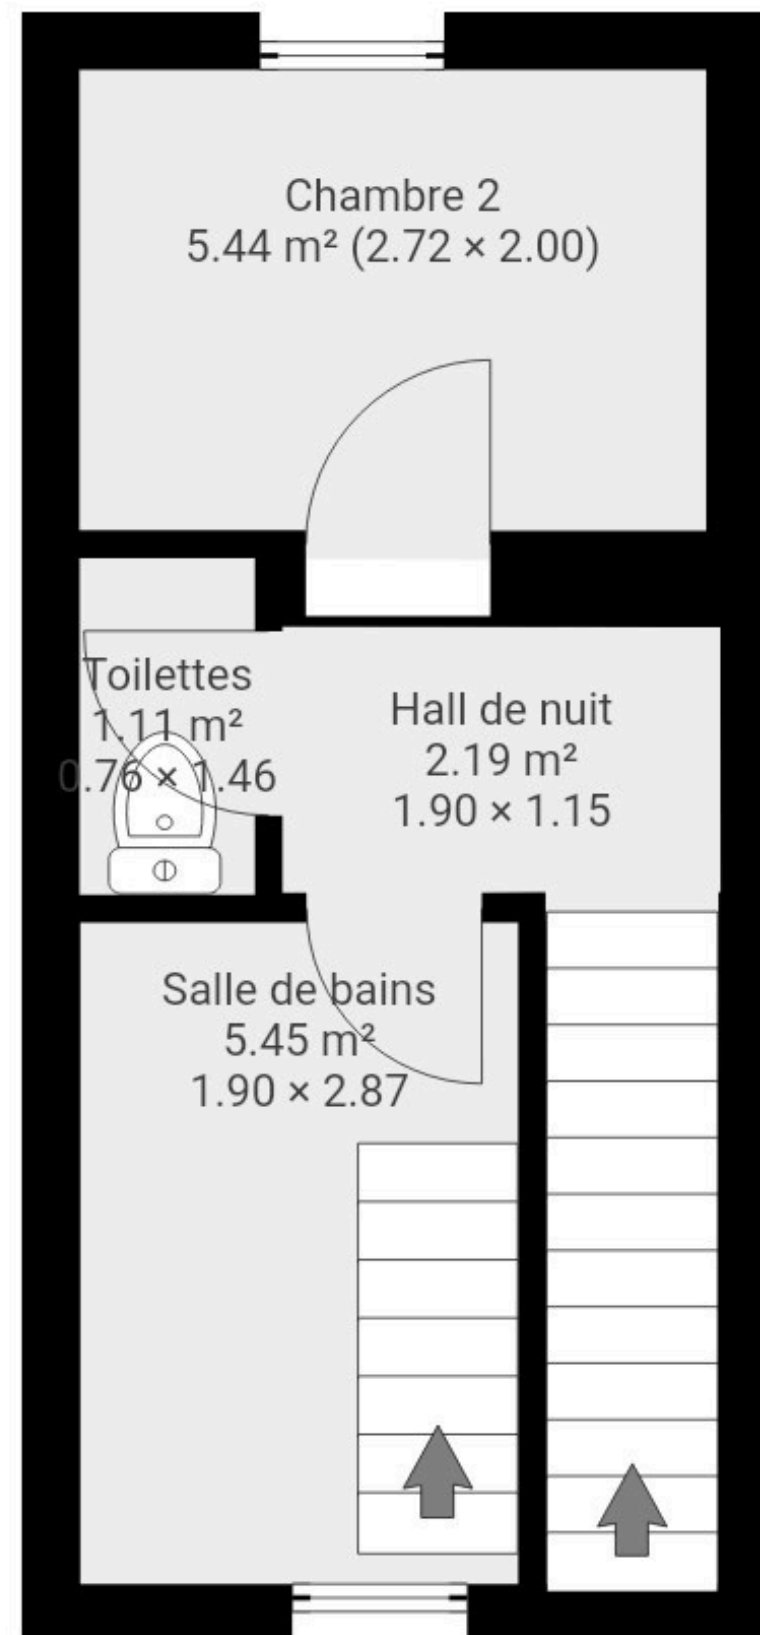 Chambre 2
5.44 m² (2.72 × 2.00)
Toilettes
1.11 m²
0.76 × 1.46
Hall de nuit
2.19 m²
1.90 × 1.15
Salle de bains
5.45 m²
1.90 × 2.87